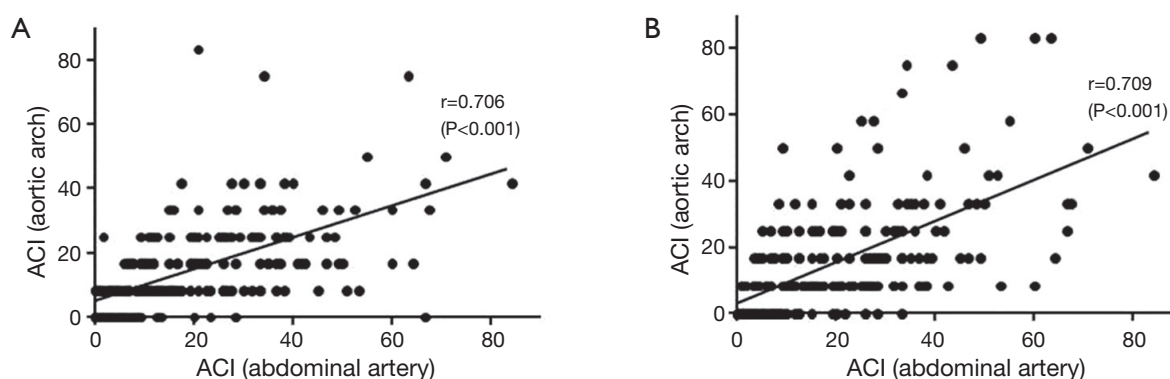 A
80
60
40
20
0
ACI (aortic arch)
r=0.706
(P<0.001)
0 20 40 60 80
ACI (abdominal artery)
B
80
60
40
20
0
ACI (aortic arch)
r=0.709
(P<0.001)
0 20 40 60 80
ACI (abdominal artery)